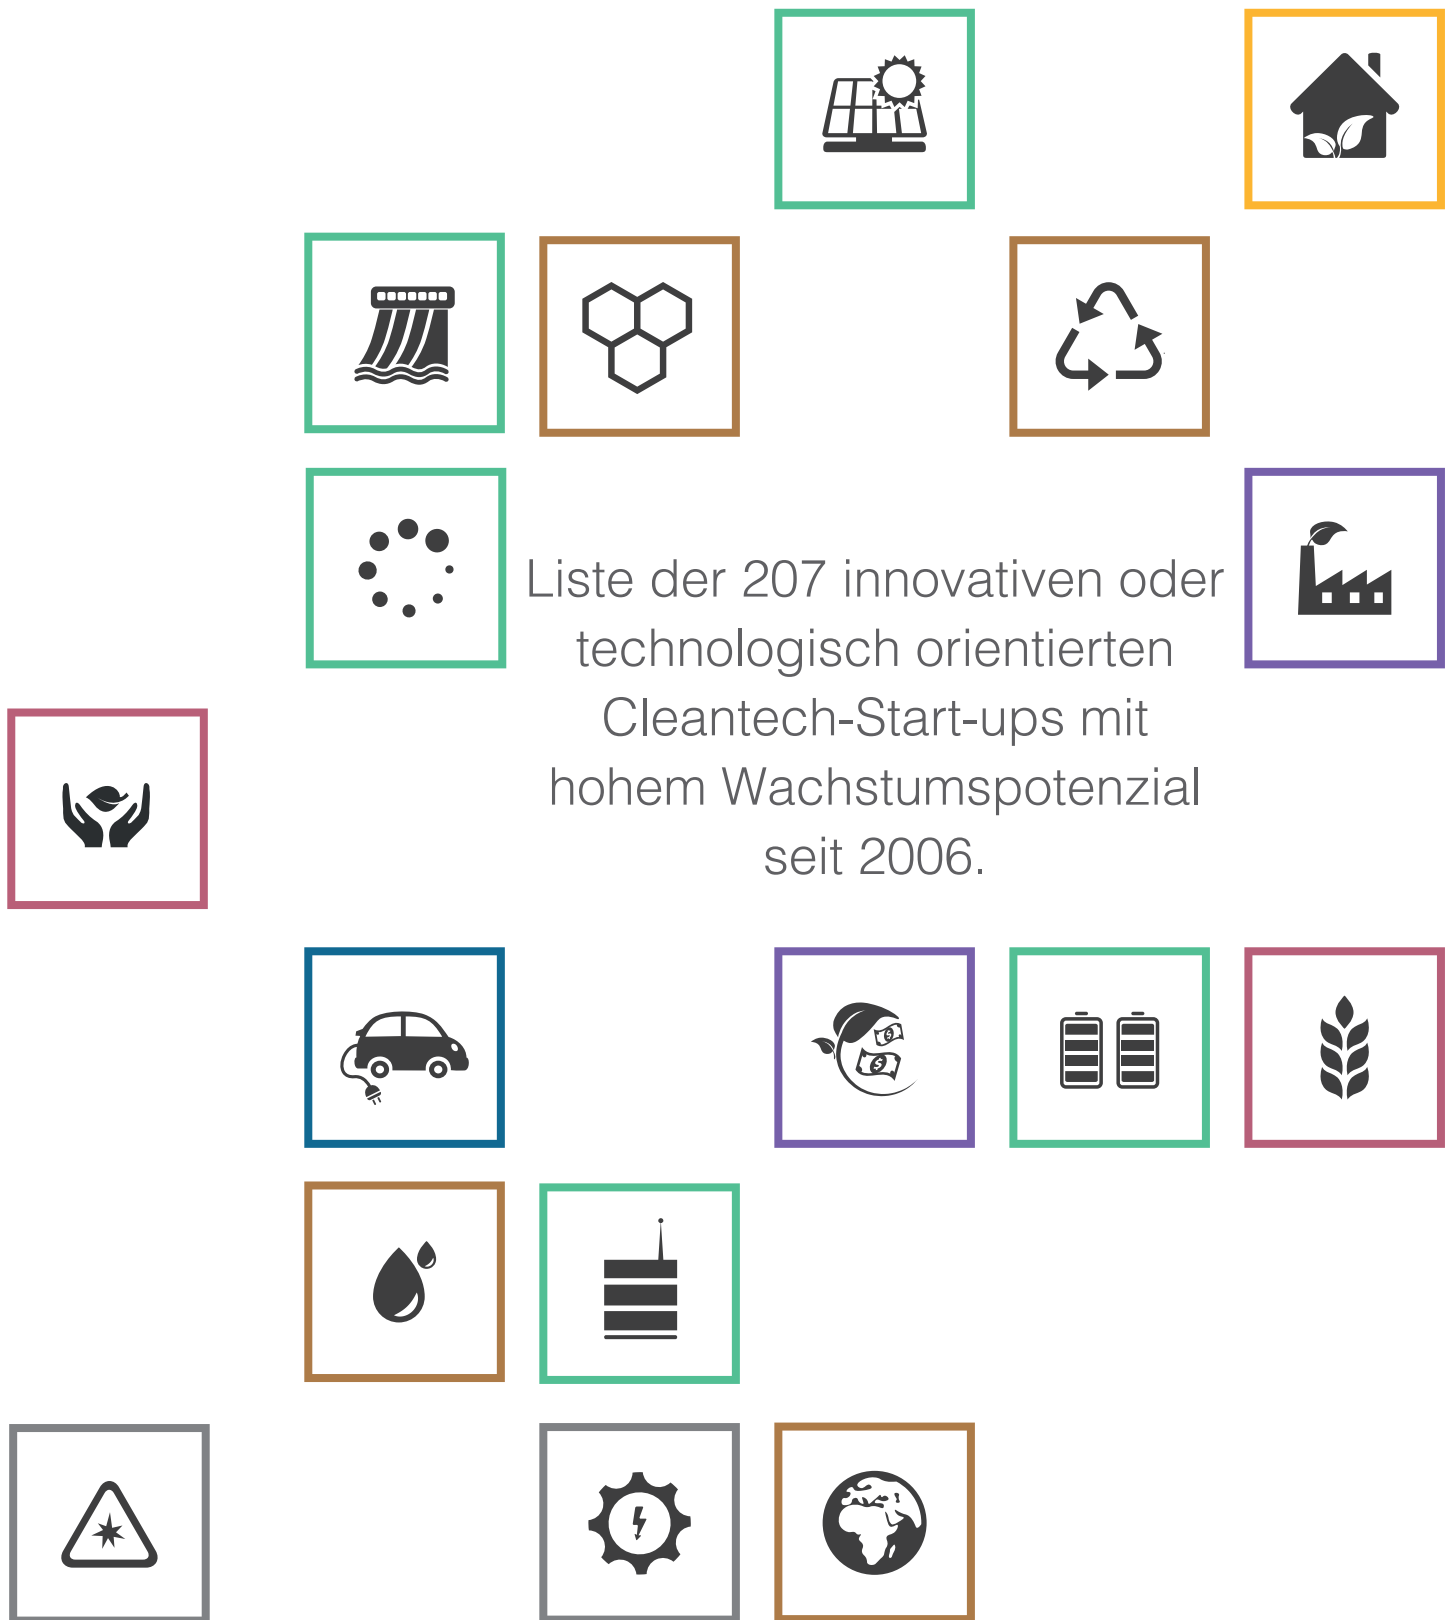 Liste der 207 innovativen oder
technologisch orientierten
Cleantech-Start-ups mit
hohem Wachstumspotenzial
seit 2006.